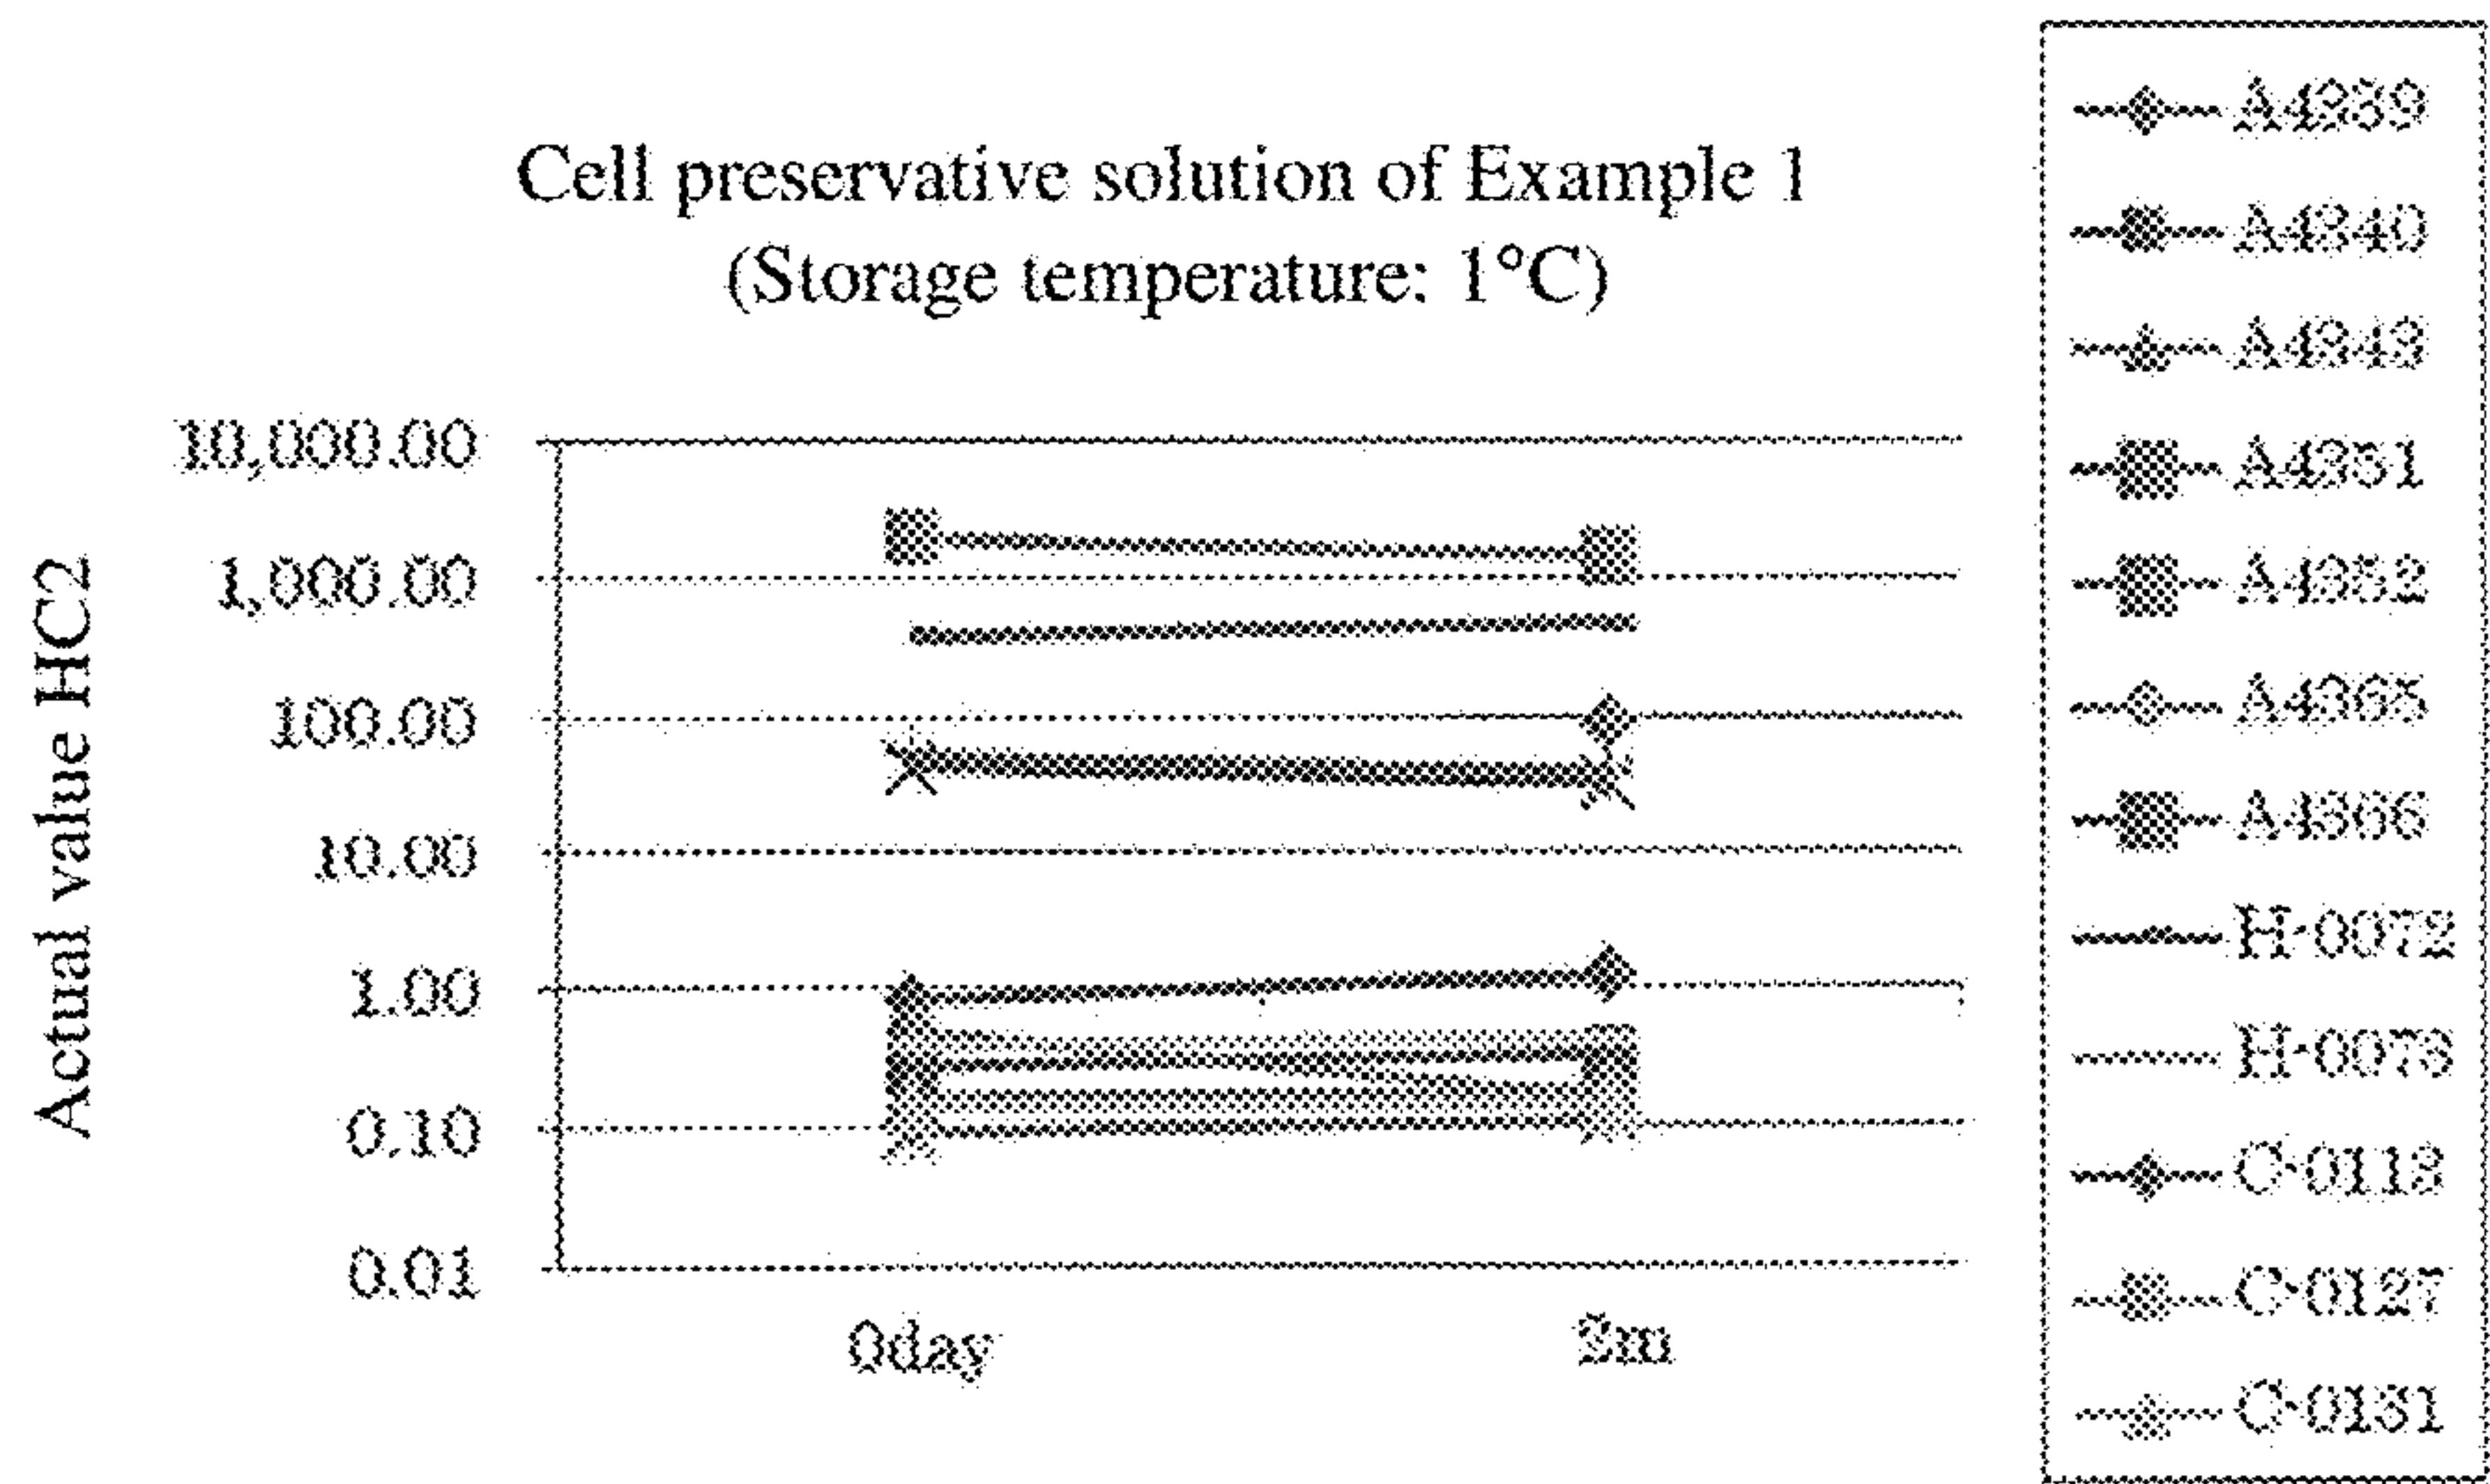 Cell preservative solution of Example 1
(Storage temperature: 1°C)
Actual value HC2
10,000.00
1,000.00
100.00
10.00
1.00
0.10
0.01
0day
2m
A4339
A4340
A4351
A4352
A4365
A4366
H-0072
H-0073
C-0113
C-0127
C-0131